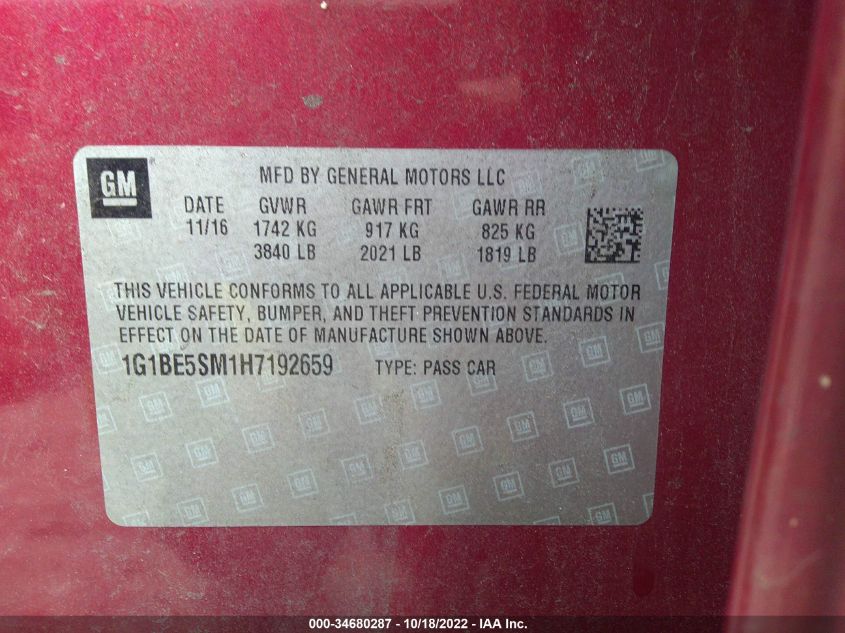 GM
MFD BY GENERAL MOTORS LLC
DATE GVWR GAWR FRT GAWR RR
11/16 1742 KG 917 KG 825 KG
3840 LB 2021 LB 1819 LB
THIS VEHICLE CONFORMS TO ALL APPLICABLE U.S. FEDERAL MOTOR
VEHICLE SAFETY, BUMPER, AND THEFT PREVENTION STANDARDS IN
EFFECT ON THE DATE OF MANUFACTURE SHOWN ABOVE.
1G1BE5SM1H7192659 TYPE: PASS CAR
000-34680287 - 10/18/2022 - IAA Inc.